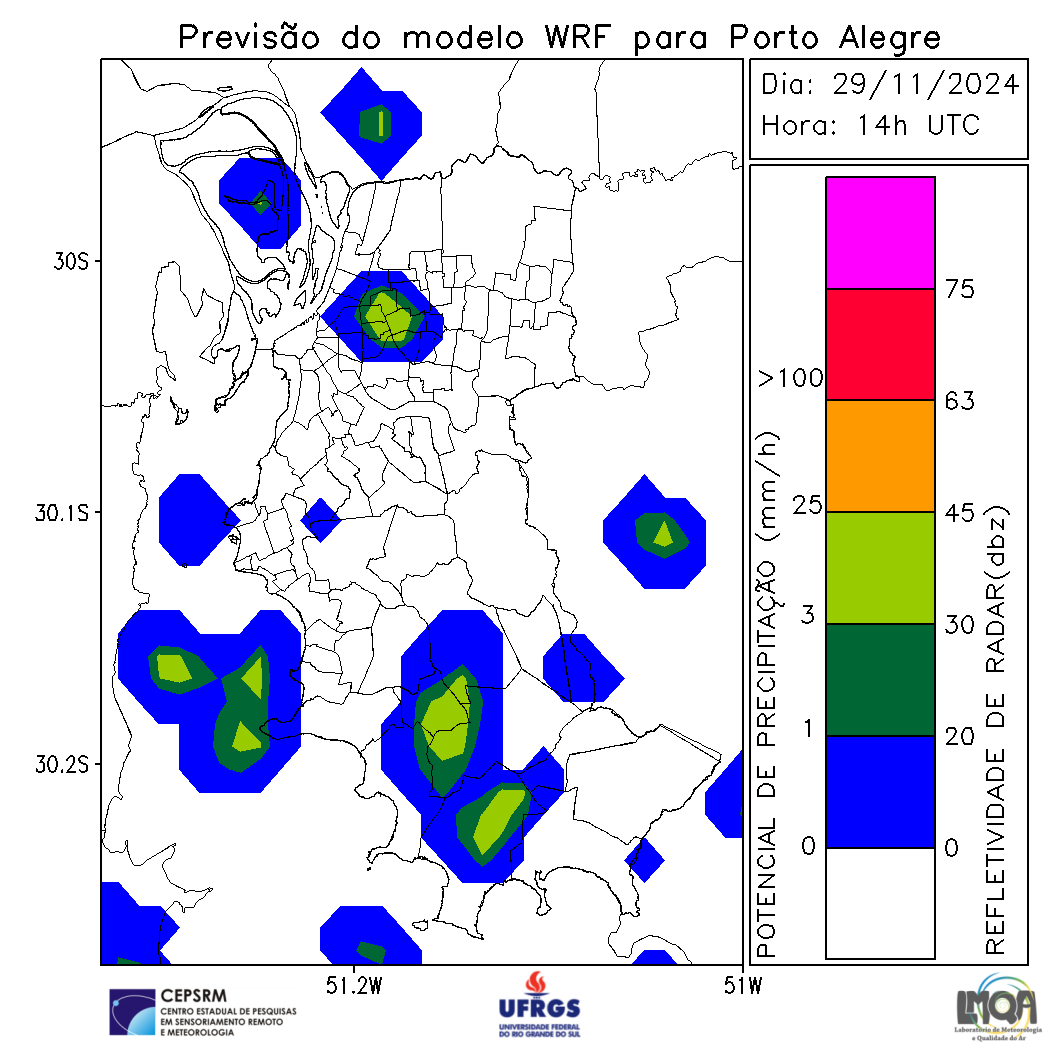 Previsão do modelo WRF para Porto Alegre
Dia: 29/11/2024
Hora: 14h UTC
30S
30.1S
30.2S
51.2W
51W
POTENCIAL DE PRECIPITAÇÃO (mm/h)
>100
25
3
1
0
75
63
45
30
20
0
REFLETIVIDADE DE RADAR(dbz)
CEPSRM
CENTRO ESTADUAL DE PESQUISAS
EM SENSORIAMENTO REMOTO
E METEOROLOGIA
UFRGS
UNIVERSIDADE FEDERAL
DO RIO GRANDE DO SUL
LMQA
Laboratório de Meteorologia
e Qualidade do Ar